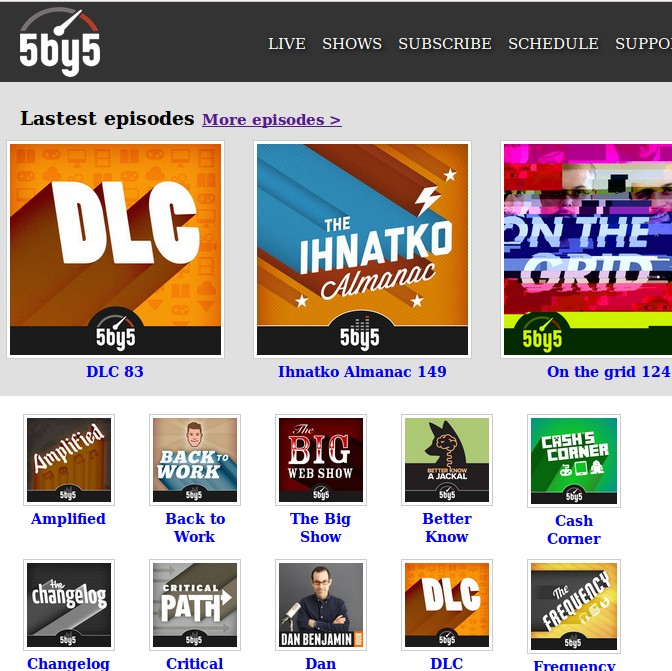 5by5
LIVE SHOWS SUBSCRIBE SCHEDULE SUPPO
Lastest episodes More episodes >
DLC
5by5
THE
IHNATKO
Almanac
5by5
ON THE
GRID
5by5
DLC 83
Ihnatko Almanac 149
On the grid 124
Amplified
5by5
BACK TO
WORK
5by5
The
BIG
WEB SHOW
5by5
BETTER KNOW
A JACKAL
5by5
CASH'S
CORNER
5by5
Amplified
Back to
Work
The Big
Show
Better
Know
Cash
Corner
the
changelog
5by5
CRITICAL
PATH
5by5
DAN BENJAMIN
DLC
5by5
The
FREQUENCY
5by5
Changelog
Critical
Dan
DLC
Frequency